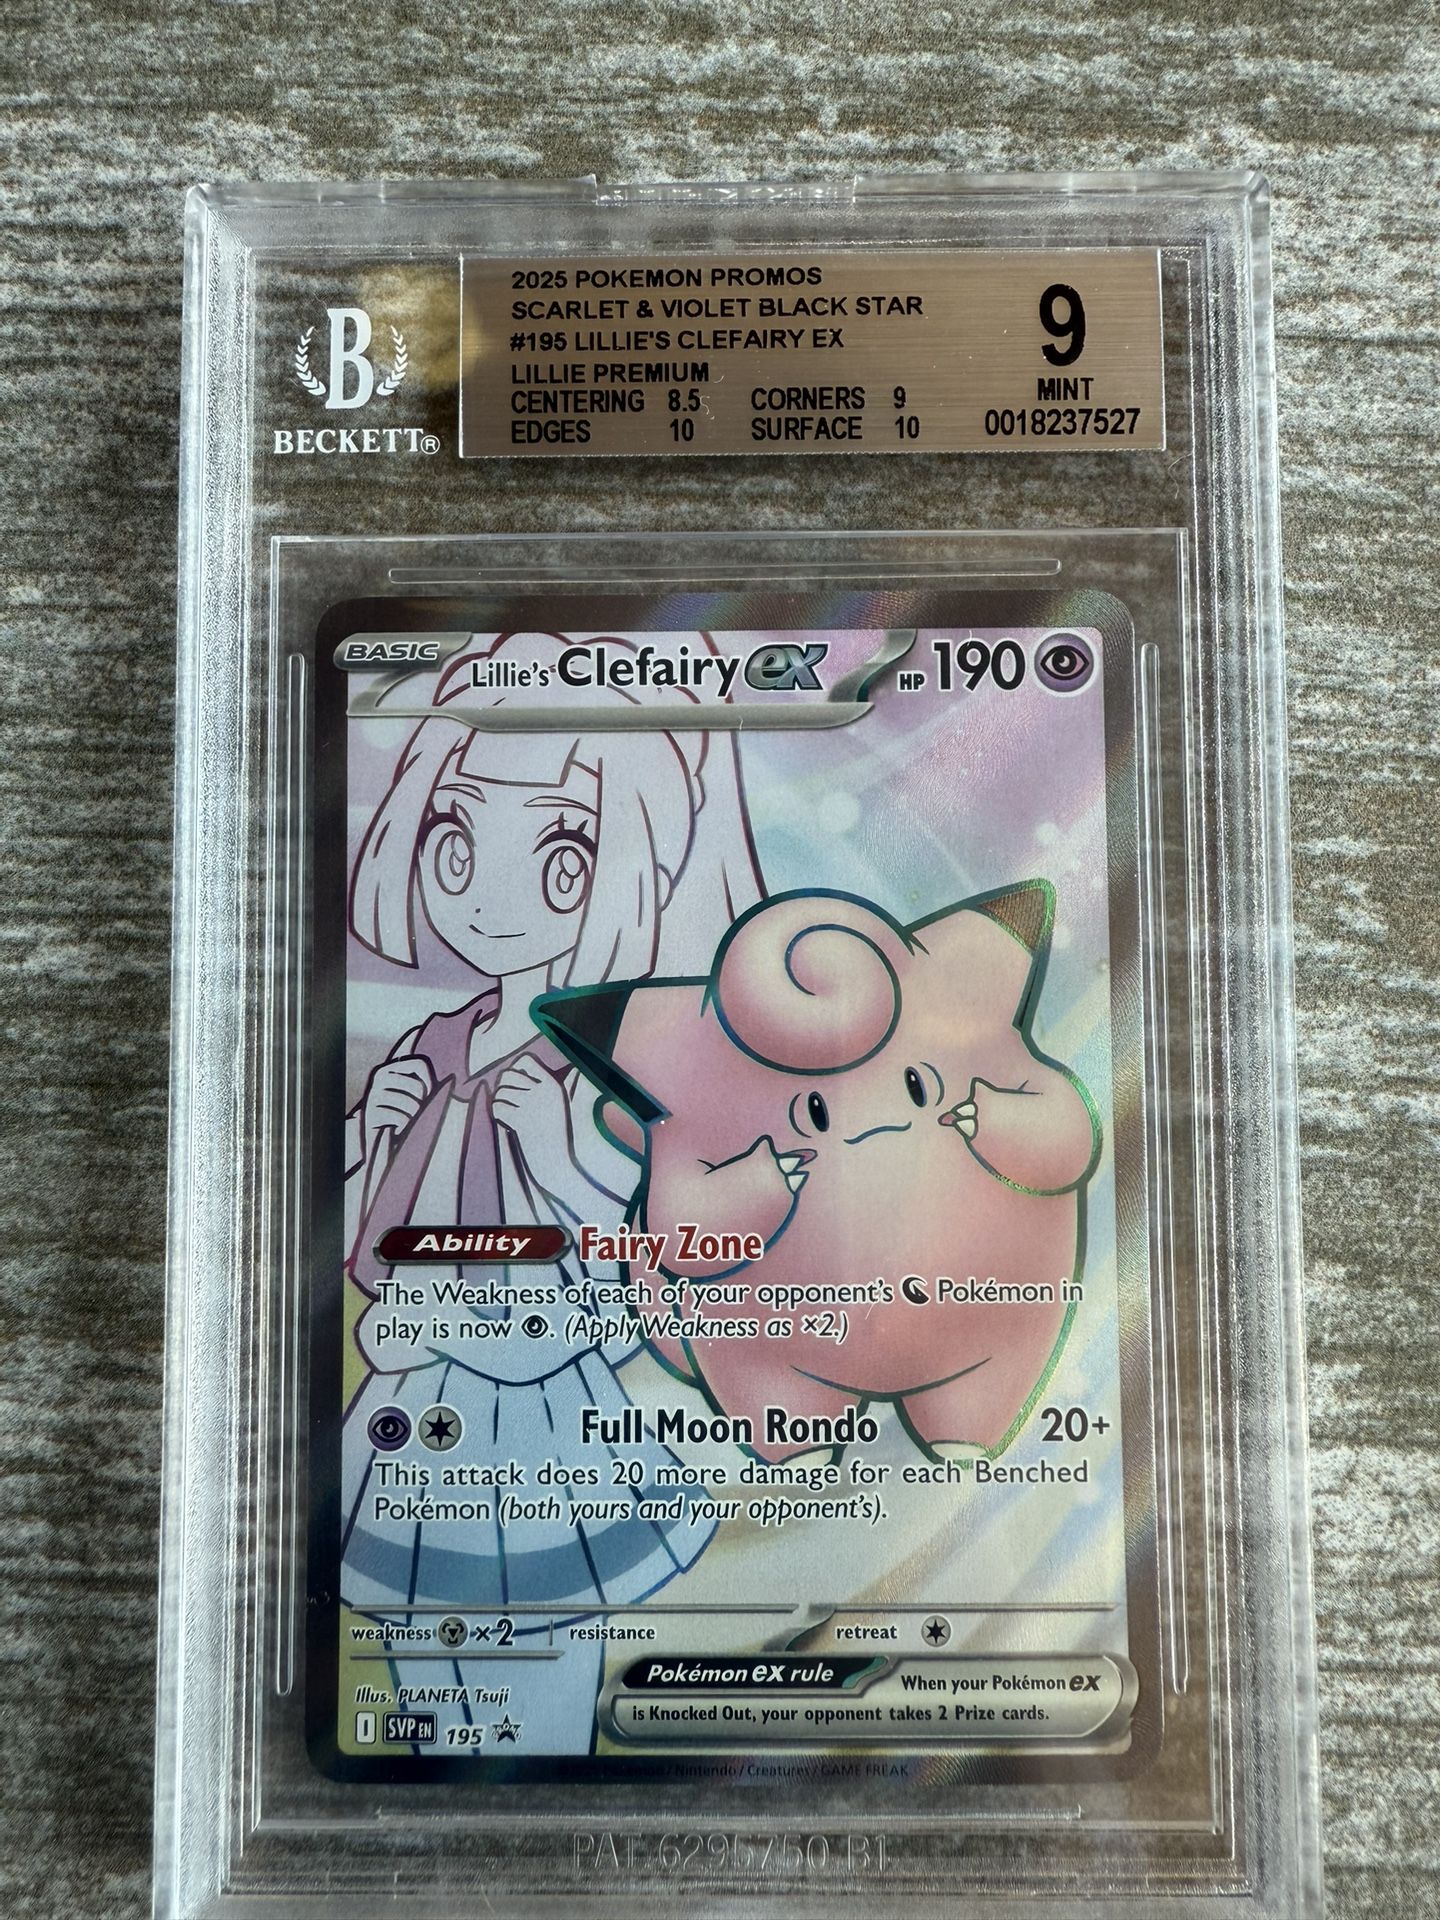 2025 POKEMON PROMOS
SCARLET & VIOLET BLACK STAR
#195 LILLIE'S CLEFAIRY EX
LILLIE PREMIUM
CENTERING 8.5 CORNERS 9
EDGES 10 SURFACE 10
9
MINT
0018237527
B
BECKETT®
BASIC
Lillie's Clefairy ex HP 190
Ability Fairy Zone
The Weakness of each of your opponent's Pokémon in
play is now . (Apply Weakness as ×2.)
Full Moon Rondo 20+
This attack does 20 more damage for each Benched
Pokémon (both yours and your opponent's).
weakness ×2 resistance retreat
Pokémon ex rule When your Pokémon ex
is Knocked Out, your opponent takes 2 Prize cards.
Illus. PLANETA Tsuji
I SVP EN 195
Pokémon / Nintendo / Creatures / GAME FREAK
PAT.6295750 B1